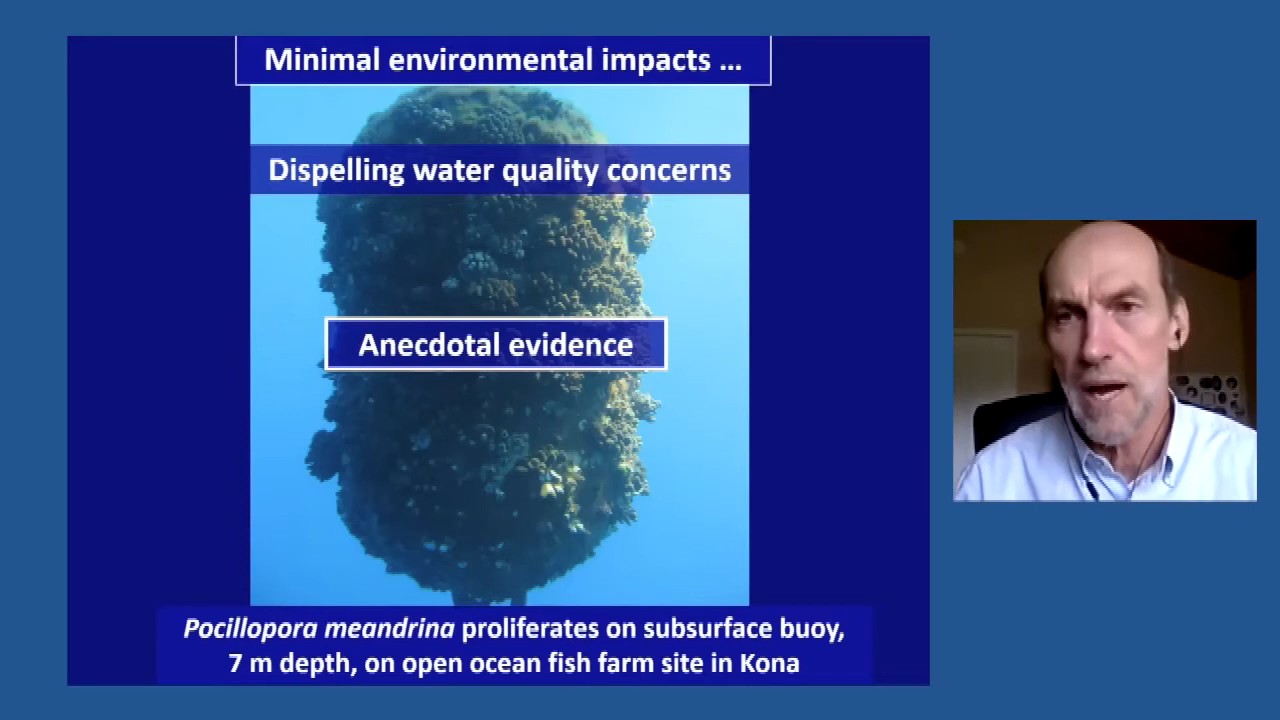 Minimal environmental impacts ...
Dispelling water quality concerns
Anecdotal evidence
Pocillopora meandrina proliferates on subsurface buoy,
7 m depth, on open ocean fish farm site in Kona